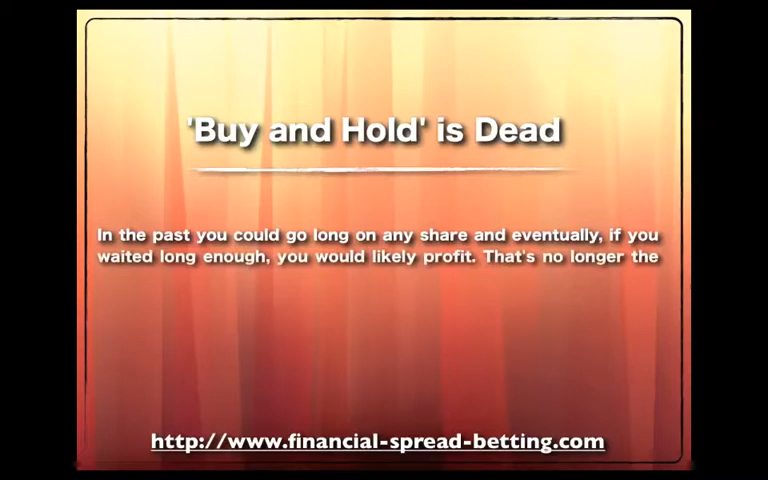 'Buy and Hold' is Dead
In the past you could go long on any share and eventually, if you
waited long enough, you would likely profit. That's no longer the
http://www.financial-spread-betting.com